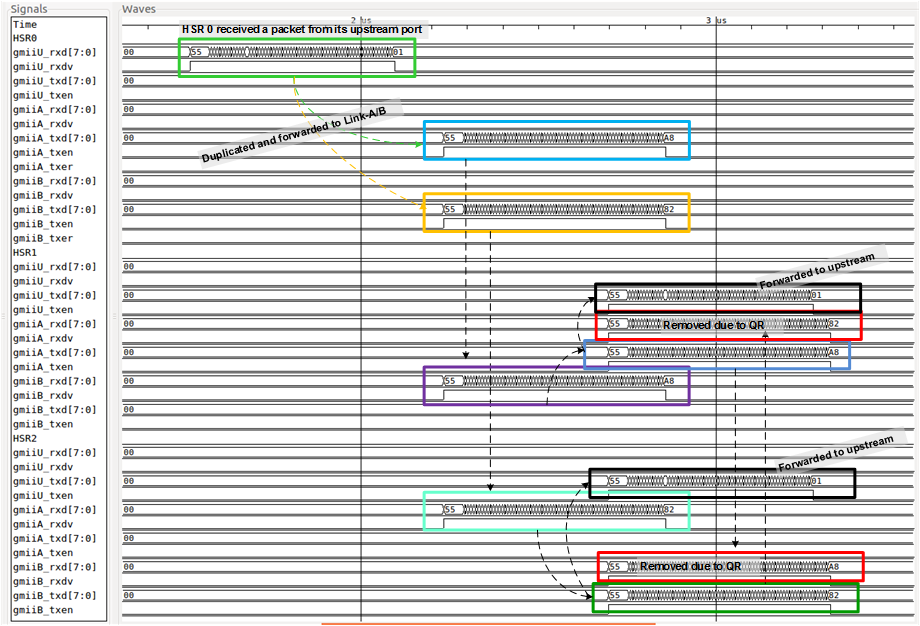 Signals
Waves
Time
2 us
3 us
HSR 0 received a packet from its upstream port
HSR0
gmiiU_rxd[7:0]
00
55
01
gmiiU_rxdv
gmiiU_txd[7:0]
00
gmiiU_txen
gmiiA_rxd[7:0]
00
gmiiA_rxdv
Duplicated and forwarded to Link-A/B
gmiiA_txd[7:0]
00
55
A8
gmiiA_txen
gmiiA_txer
gmiiB_rxd[7:0]
00
gmiiB_rxdv
gmiiB_txd[7:0]
00
55
82
gmiiB_txen
gmiiB_txer
HSR1
gmiiU_rxd[7:0]
00
gmiiU_rxdv
Forwarded to upstream
gmiiU_txd[7:0]
00
55
01
gmiiU_txen
gmiiA_rxd[7:0]
00
55
Removed due to QR
82
gmiiA_rxdv
gmiiA_txd[7:0]
00
55
A8
gmiiA_txen
gmiiB_rxd[7:0]
00
55
A8
gmiiB_rxdv
gmiiB_txd[7:0]
00
gmiiB_txen
HSR2
gmiiU_rxd[7:0]
00
gmiiU_rxdv
Forwarded to upstream
gmiiU_txd[7:0]
00
55
01
gmiiU_txen
gmiiA_rxd[7:0]
00
55
82
gmiiA_rxdv
gmiiA_txd[7:0]
00
gmiiA_txen
gmiiB_rxd[7:0]
00
55
Removed due to QR
A8
gmiiB_rxdv
gmiiB_txd[7:0]
00
55
82
gmiiB_txen